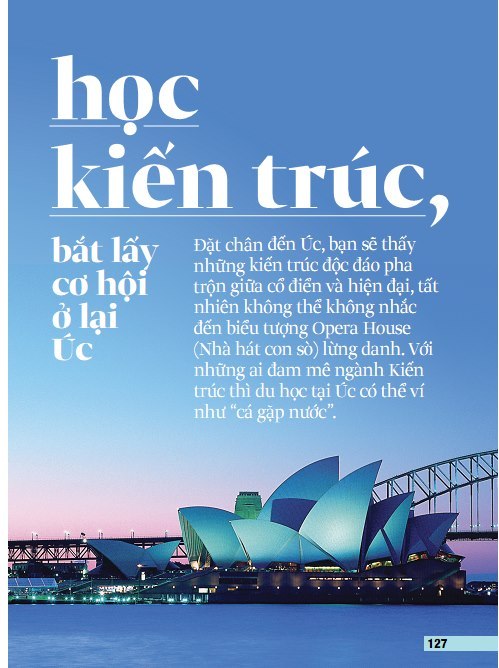 học
kiến trúc,
bắt lấy
cơ hội
ở lại
Úc
Đặt chân đến Úc, bạn sẽ thấy
những kiến trúc độc đáo pha
trộn giữa cổ điển và hiện đại, tất
nhiên không thể không nhắc
đến biểu tượng Opera House
(Nhà hát con sò) lừng danh. Với
những ai đam mê ngành Kiến
trúc thì du học tại Úc có thể ví
như “cá gặp nước”.
127